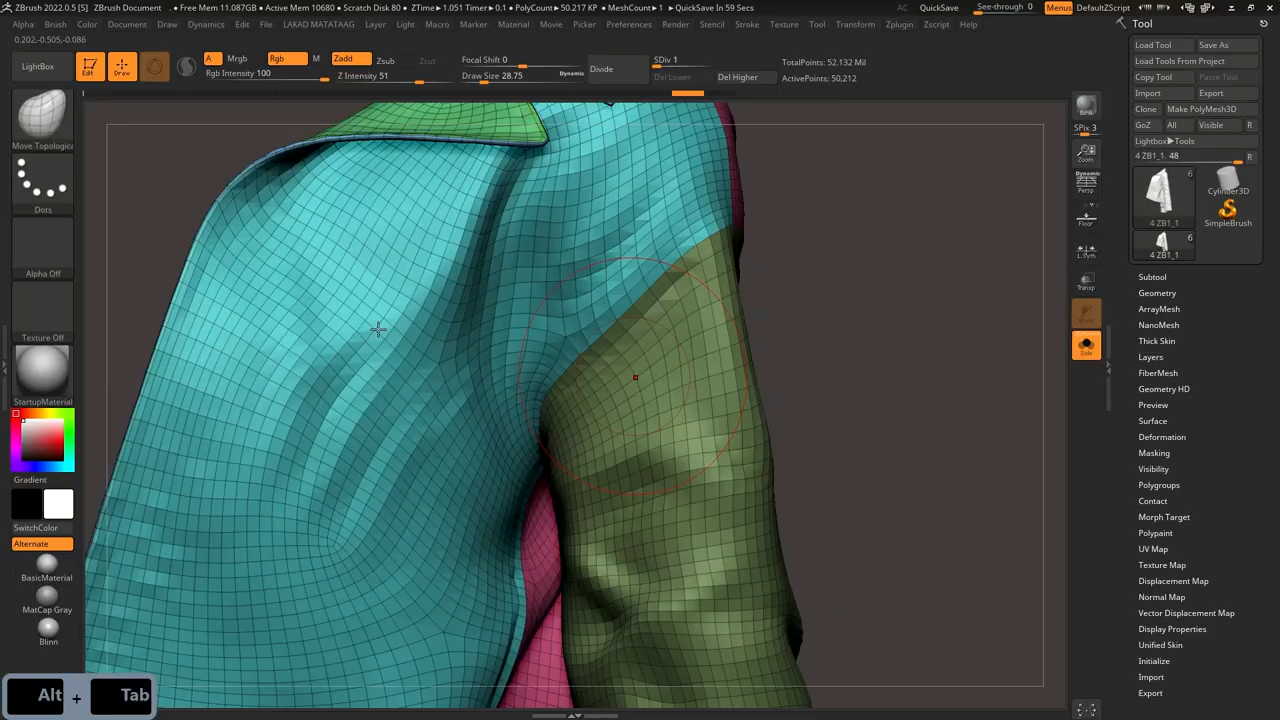 ZBrush 2022.0.5 [S]
ZBrush Document
• Free Mem 11.087GB • Active Mem 10680 • Scratch Disk 80 • ZTime▶1.051 Timer▶0.1 • PolyCount▶50.217 KP • MeshCount▶1 • QuickSave In 59 Secs
AC
QuickSave
See-through 0
Menus
DefaultZScript
Alpha Brush Color Document Draw Dynamics Edit File LAKAD MATATAAG Layer Light Macro Marker Material Movie Picker Preferences Render Stencil Stroke Texture Tool Transform Zplugin Zscript Help
0.202,-0.505,-0.086
LightBox
Edit
Draw
A
Mrgb
Rgb
M
Zadd
Zsub
Cut
Rgb Intensity 100
Z Intensity 51
Focal Shift 0
Draw Size 28.75
Dynamic
Divide
SDiv 1
Del Lower
Del Higher
TotalPoints: 52.132 Mil
ActivePoints: 50,212
Move Topologica
Dots
Alpha Off
Texture Off
StartupMaterial
Gradient
SwitchColor
Alternate
BasicMaterial
MatCap Gray
Blinn
Alt
+
Tab
BPR
SPix 3
Zoom
Dynamic
Persp
Floor
L.Sym
Transp
Solo
Tool
Load Tool
Save As
Load Tools From Project
Copy Tool
Paste Tool
Import
Export
Clone
Make PolyMesh3D
GoZ
All
Visible
R
Lightbox▶Tools
4 ZB1_1. 48
R
6
Cylinder3D
4 ZB1_1
SimpleBrush
6
4 ZB1_1
Subtool
Geometry
ArrayMesh
NanoMesh
Thick Skin
Layers
FiberMesh
Geometry HD
Preview
Surface
Deformation
Masking
Visibility
Polygroups
Contact
Morph Target
Polypaint
UV Map
Texture Map
Displacement Map
Normal Map
Vector Displacement Map
Display Properties
Unified Skin
Initialize
Import
Export